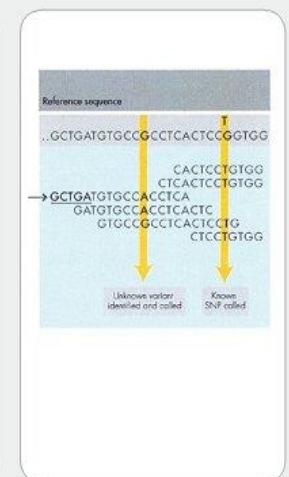 Reference sequence
T
..GCTGATGTGCCGCCTCACTCCGGTGG
CACTCCTGTGG
CTCACTCCTGTGG
→GCTGATGTGCCACCTCA
GATGTGCCACCTCACTC
GTGCCGCCTCACTCCTG
CTCCTGTGG
Unknown variant
identified and called
Known
SNP called